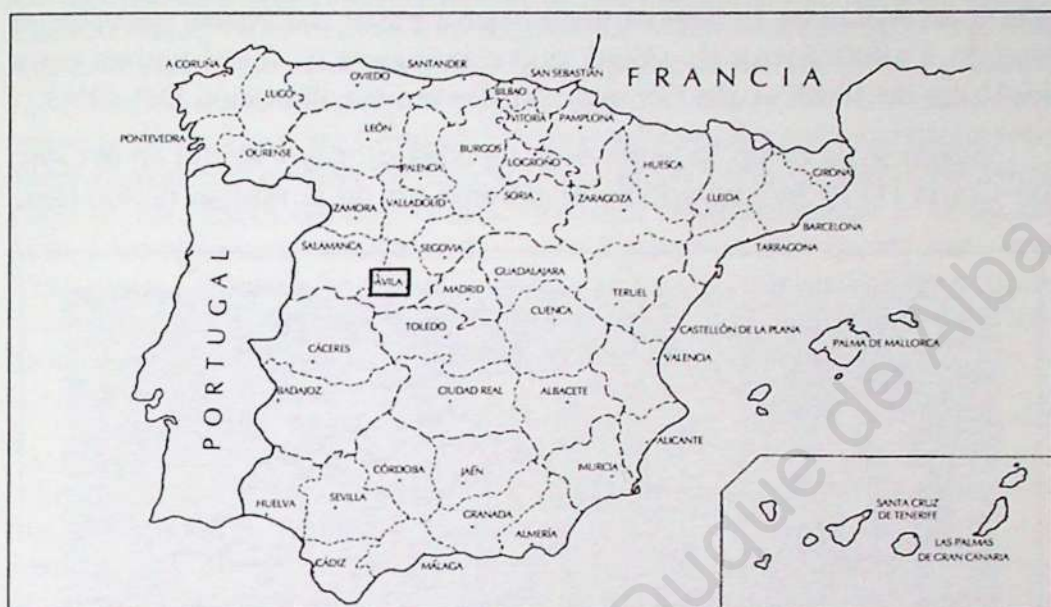 A CORUÑA
LUGO
OVIEDO
SANTANDER
BILBAO
SAN SEBASTIÁN
FRANCIA
PONTEVEDRA
OURENSE
LEÓN
PALENCIA
BURGOS
VITORIA
PAMPLONA
LOGROÑO
HUESCA
LLEIDA
GIRONA
BARCELONA
TARRAGONA
ZAMORA
VALLADOLID
SORIA
ZARAGOZA
SALAMANCA
SEGOVIA
ÁVILA
MADRID
GUADALAJARA
TERUEL
PORTUGAL
TOLEDO
CUENCA
CASTELLÓN DE LA PLANA
PALMA DE MALLORCA
CÁCERES
VALENCIA
BADAJOZ
CIUDAD REAL
ALBACETE
ALICANTE
CÓRDOBA
JAÉN
MURCIA
HUELVA
SEVILLA
GRANADA
ALMERÍA
CÁDIZ
MÁLAGA
SANTA CRUZ
DE TENERIFE
LAS PALMAS
DE GRAN CANARIA
Duque de Alba